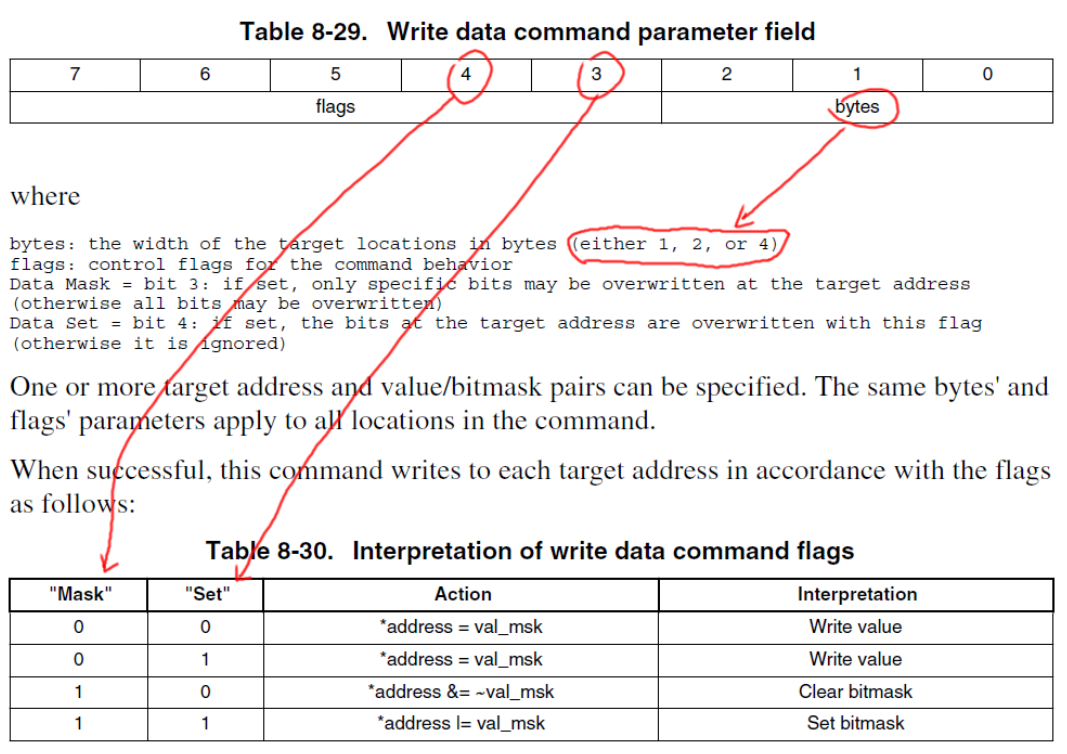 Table 8-29. Write data command parameter field
7 6 5 4 3 2 1 0
flags bytes
where
bytes: the width of the target locations in bytes (either 1, 2, or 4)
flags: control flags for the command behavior
Data Mask = bit 3: if set, only specific bits may be overwritten at the target address
(otherwise all bits may be overwritten)
Data Set = bit 4: if set, the bits at the target address are overwritten with this flag
(otherwise it is ignored)
One or more target address and value/bitmask pairs can be specified. The same bytes' and
flags' parameters apply to all locations in the command.
When successful, this command writes to each target address in accordance with the flags
as follows:
Table 8-30. Interpretation of write data command flags
"Mask" "Set" Action Interpretation
0 0 *address = val_msk Write value
0 1 *address = val_msk Write value
1 0 *address &= ~val_msk Clear bitmask
1 1 *address |= val_msk Set bitmask